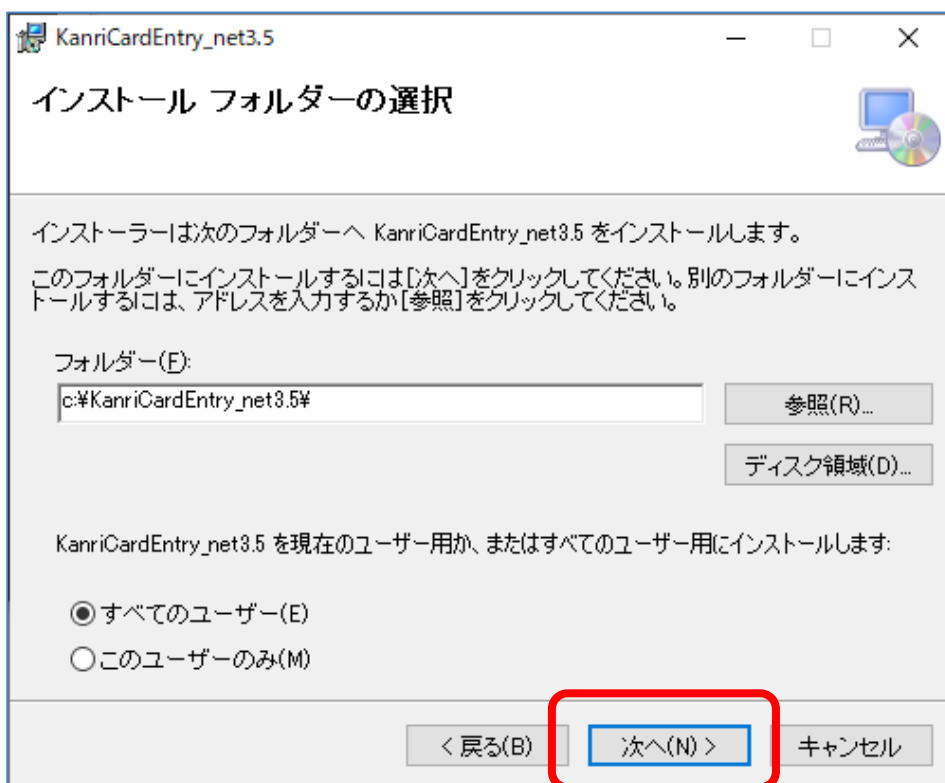 KanriCardEntry_net3.5
インストール フォルダーの選択
インストーラーは次のフォルダーへ KanriCardEntry_net3.5 をインストールします。
このフォルダーにインストールするには[次へ]をクリックしてください。別のフォルダーにインス
トールするには、アドレスを入力するか[参照]をクリックしてください。
フォルダー(F):
c:¥KanriCardEntry_net3.5¥
参照(R)...
ディスク領域(D)...
KanriCardEntry_net3.5 を現在のユーザー用か、またはすべてのユーザー用にインストールします:
すべてのユーザー(E)
このユーザーのみ(M)
< 戻る(B)
次へ(N) >
キャンセル